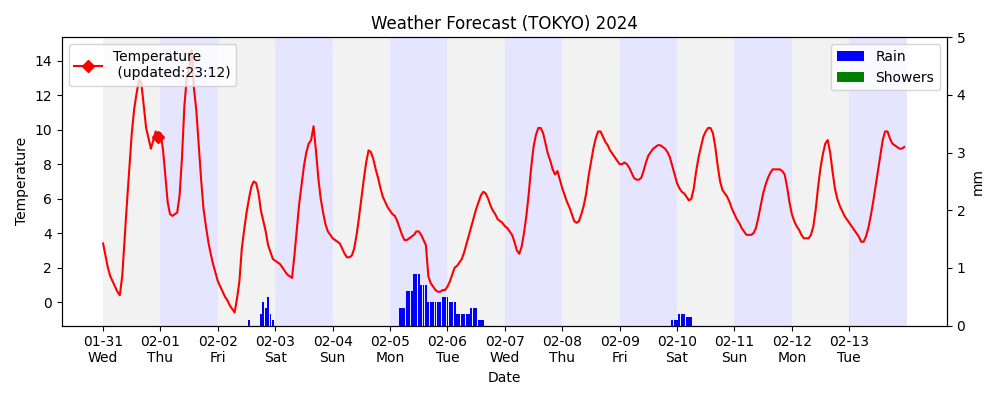 Weather Forecast (TOKYO) 2024
Temperature
(updated:23:12)
Rain
Showers
Temperature
14
12
10
8
6
4
2
0
5
4
3
2
1
0
mm
01-31 02-01 02-02 02-03 02-04 02-05 02-06 02-07 02-08 02-09 02-10 02-11 02-12 02-13
Wed Thu Fri Sat Sun Mon Tue Wed Thu Fri Sat Sun Mon Tue
Date